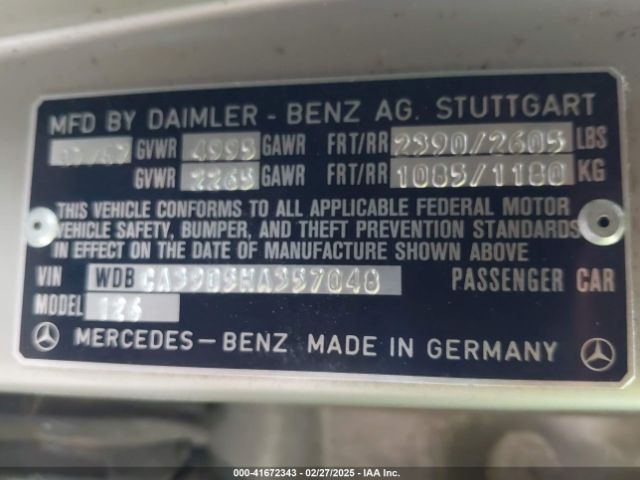 MFD BY DAIMLER - BENZ AG. STUTTGART
GVWR 4995 GAWR FRT/RR 2390/2605 LBS
GVWR 2265 GAWR FRT/RR 1085/1180 KG
THIS VEHICLE CONFORMS TO ALL APPLICABLE FEDERAL MOTOR
VEHICLE SAFETY, BUMPER, AND THEFT PREVENTION STANDARDS
IN EFFECT ON THE DATE OF MANUFACTURE SHOWN ABOVE
VIN WDB CA39D5HA357048 PASSENGER CAR
MODEL 126
MERCEDES-BENZ MADE IN GERMANY
000-41672343 - 02/27/2025 - IAA Inc.